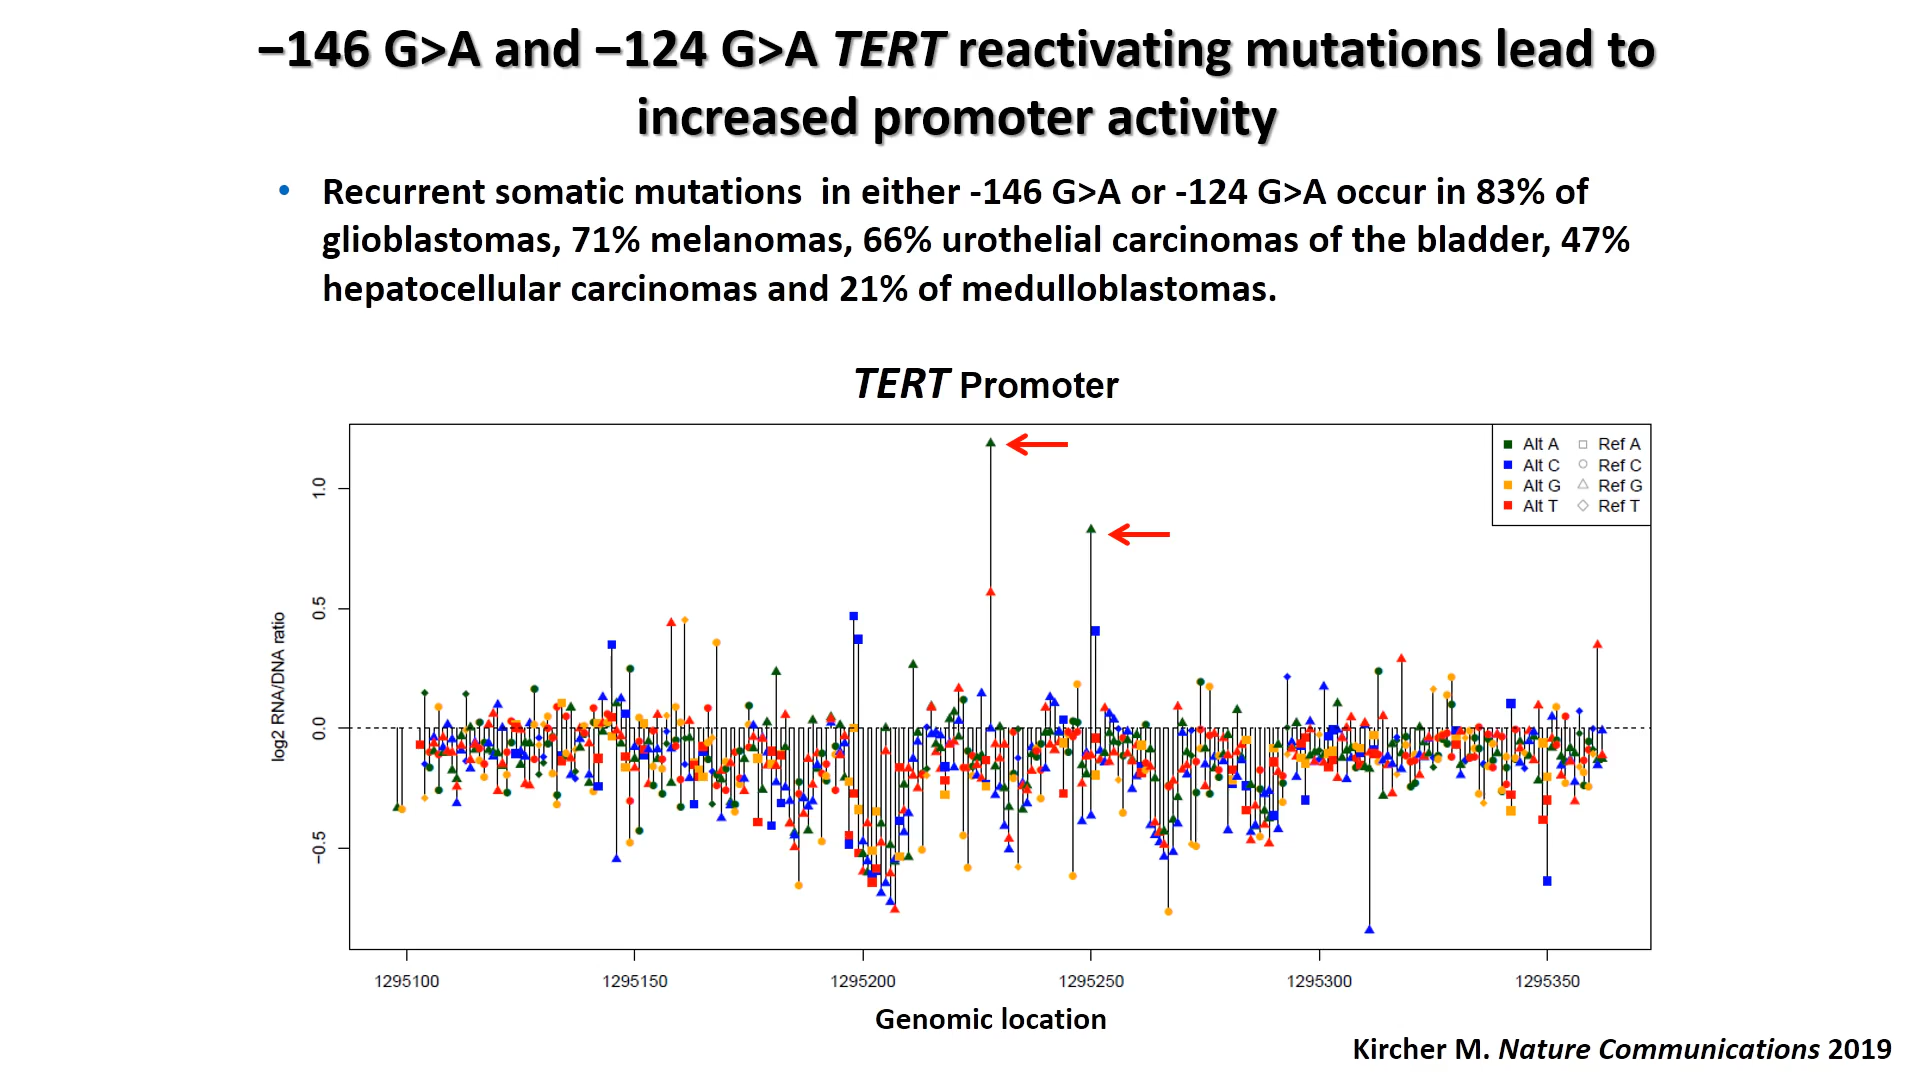 −146 G>A and −124 G>A TERT reactivating mutations lead to
increased promoter activity
• Recurrent somatic mutations in either -146 G>A or -124 G>A occur in 83% of
glioblastomas, 71% melanomas, 66% urothelial carcinomas of the bladder, 47%
hepatocellular carcinomas and 21% of medulloblastomas.
TERT Promoter
Alt A Ref A
Alt C Ref C
Alt G Ref G
Alt T Ref T
1.0
0.5
0.0
−0.5
log2 RNA/DNA ratio
1295100 1295150 1295200 1295250 1295300 1295350
Genomic location
Kircher M. Nature Communications 2019